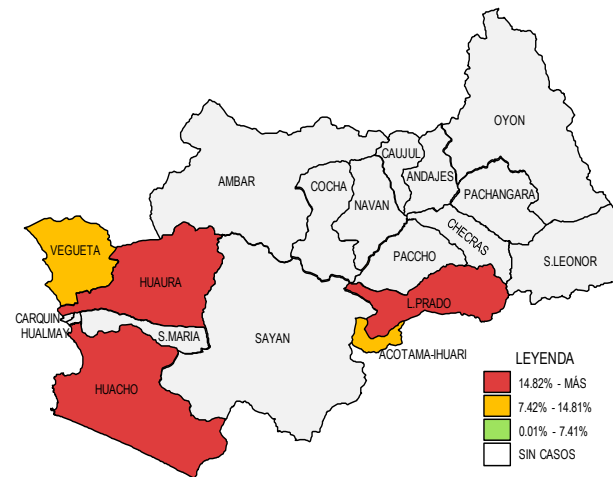 OYON
CAUJUL
ANDAJES
AMBAR
COCHA
NAVAN
PACHANGARA
CHECRAS
VEGUETA
PACCHO
S.LEONOR
HUAURA
L.PRADO
CARQUIN
HUALMAY
S.MARIA
SAYAN
ACOTAMA-IHUARI
HUACHO
LEYENDA
14.82% - MÁS
7.42% - 14.81%
0.01% - 7.41%
SIN CASOS